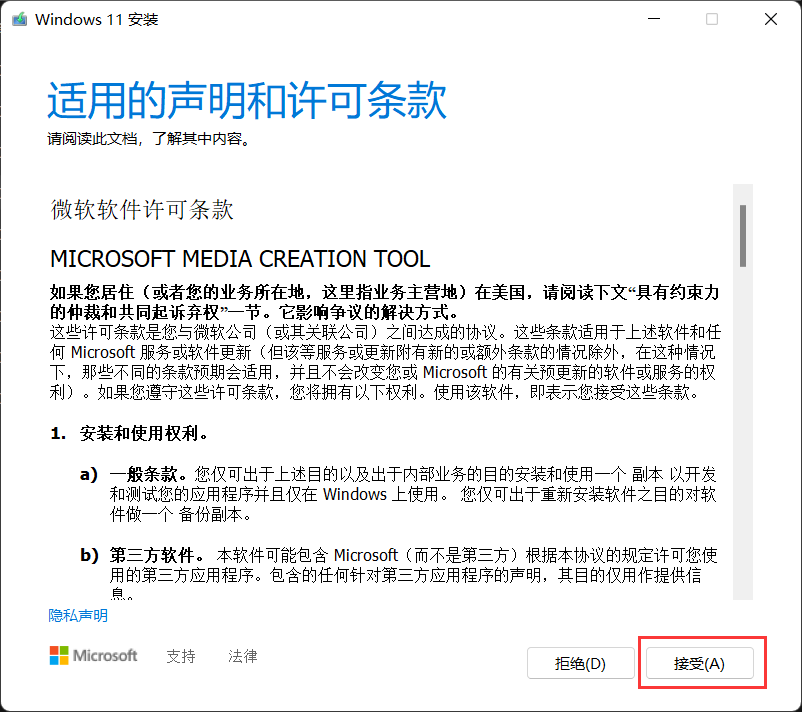 Windows 11 安装
适用的声明和许可条款
请阅读此文档，了解其中内容。
微软软件许可条款
MICROSOFT MEDIA CREATION TOOL
如果您居住（或者您的业务所在地，这里指业务主营地）在美国，请阅读下文“具有约束力
的仲裁和共同起诉弃权”一节。它影响争议的解决方式。
这些许可条款是您与微软公司（或其关联公司）之间达成的协议。这些条款适用于上述软件和任
何 Microsoft 服务或软件更新（但该等服务或更新附有新的或额外条款的情况除外，在这种情况
下，那些不同的条款预期会适用，并且不会改变您或 Microsoft 的有关预更新的软件或服务的权
利）。如果您遵守这些许可条款，您将拥有以下权利。使用该软件，即表示您接受这些条款。
1. 安装和使用权利。
a) 一般条款。您仅可出于上述目的以及出于内部业务的目的安装和使用一个 副本 以开发
和测试您的应用程序并且仅在 Windows 上使用。 您仅可出于重新安装软件之目的对软
件做一个 备份副本。
b) 第三方软件。 本软件可能包含 Microsoft（而不是第三方）根据本协议的规定许可您使
用的第三方应用程序。包含的任何针对第三方应用程序的声明，其目的仅用作提供信
息。
隐私声明
Microsoft 支持 法律 拒绝(D) 接受(A)